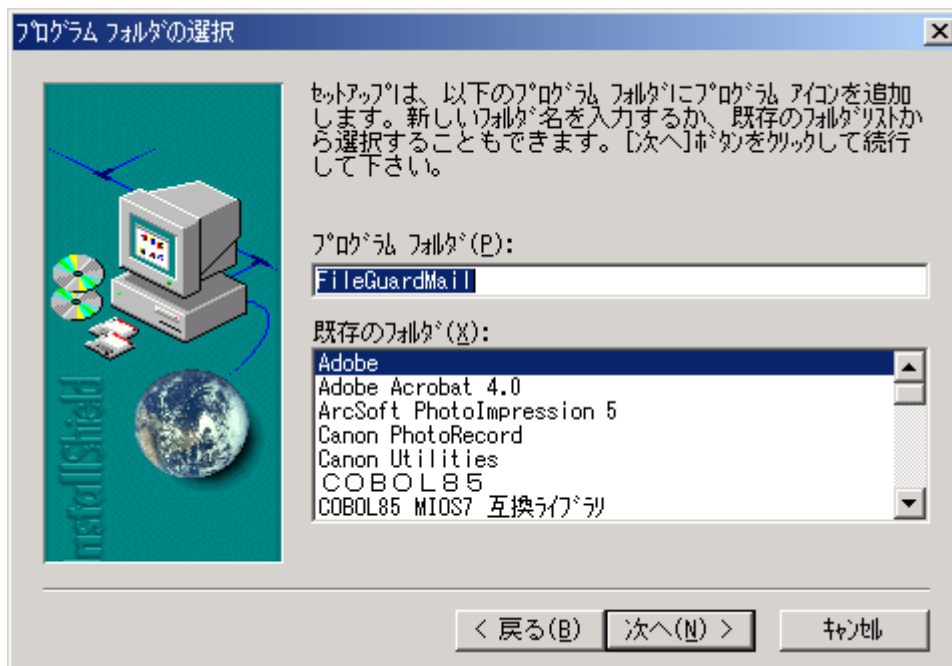 ﾌﾟﾛｸﾞﾗﾑ ﾌｫﾙﾀﾞの選択
ｾｯﾄｱｯﾌﾟは、以下のﾌﾟﾛｸﾞﾗﾑ ﾌｫﾙﾀﾞにﾌﾟﾛｸﾞﾗﾑ ｱｲｺﾝを追加
します。新しいﾌｫﾙﾀﾞ名を入力するか、既存のﾌｫﾙﾀﾞﾘｽﾄか
ら選択することもできます。[次へ]ﾎﾞﾀﾝをｸﾘｯｸして続行
して下さい。
ﾌﾟﾛｸﾞﾗﾑ ﾌｫﾙﾀﾞ(P):
FileGuardMail
既存のﾌｫﾙﾀﾞ(X):
Adobe
Adobe Acrobat 4.0
ArcSoft PhotoImpression 5
Canon PhotoRecord
Canon Utilities
ＣＯＢＯＬ８５
COBOL85 MIOS7 互換ﾗｲﾌﾞﾗﾘ
InstallShield
< 戻る(B)
次へ(N) >
ｷｬﾝｾﾙ